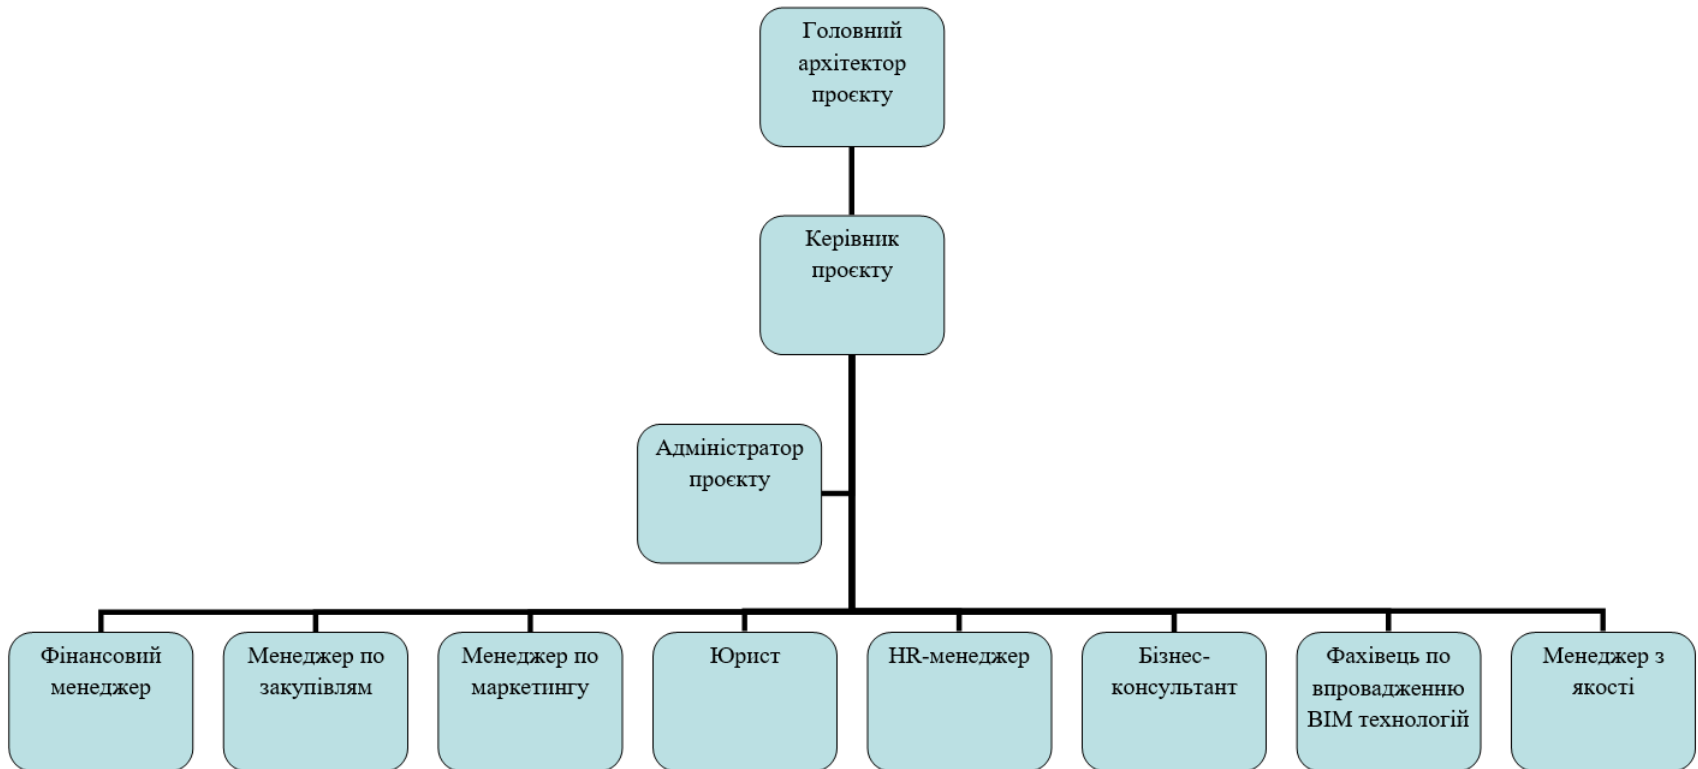 Головний
архітектор
проєкту
Керівник
проєкту
Адміністратор
проєкту
Фінансовий
менеджер
Менеджер по
закупівлям
Менеджер по
маркетингу
Юрист
HR-менеджер
Бізнес-
консультант
Фахівець по
впровадженню
BIM технологій
Менеджер з
якості